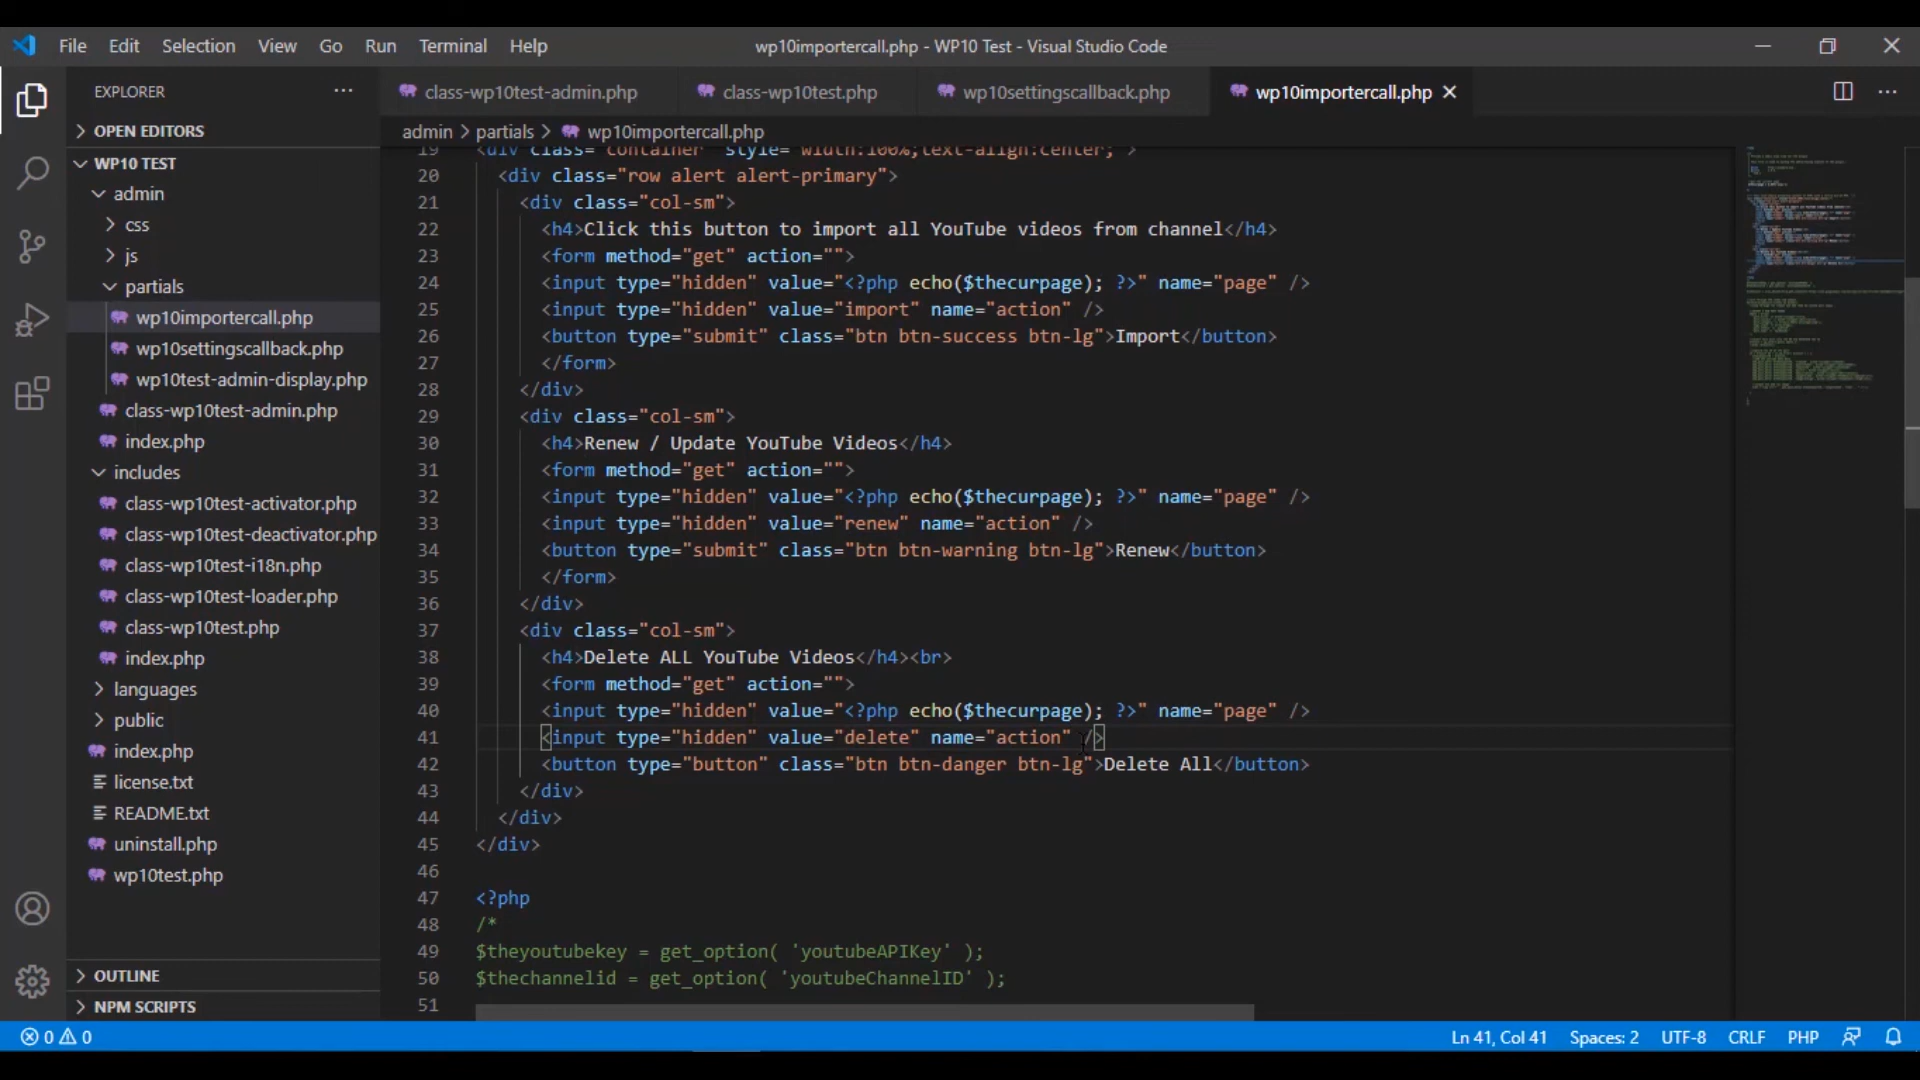 File Edit Selection View Go Run Terminal Help wp10importercall.php - WP10 Test - Visual Studio Code
EXPLORER
class-wp10test-admin.php class-wp10test.php wp10settingscallback.php wp10importercall.php
OPEN EDITORS
WP10 TEST
admin
css
js
partials
wp10importercall.php
wp10settingscallback.php
wp10test-admin-display.php
class-wp10test-admin.php
index.php
includes
class-wp10test-activator.php
class-wp10test-deactivator.php
class-wp10test-i18n.php
class-wp10test-loader.php
class-wp10test.php
index.php
languages
public
index.php
license.txt
README.txt
uninstall.php
wp10test.php
OUTLINE
NPM SCRIPTS
admin > partials > wp10importercall.php
19 <div class="container" style="width:100%;text-align:center;">
20 <div class="row alert alert-primary">
21 <div class="col-sm">
22 <h4>Click this button to import all YouTube videos from channel</h4>
23 <form method="get" action="">
24 <input type="hidden" value="<?php echo($thecurpage); ?>" name="page" />
25 <input type="hidden" value="import" name="action" />
26 <button type="submit" class="btn btn-success btn-lg">Import</button>
27 </form>
28 </div>
29 <div class="col-sm">
30 <h4>Renew / Update YouTube Videos</h4>
31 <form method="get" action="">
32 <input type="hidden" value="<?php echo($thecurpage); ?>" name="page" />
33 <input type="hidden" value="renew" name="action" />
34 <button type="submit" class="btn btn-warning btn-lg">Renew</button>
35 </form>
36 </div>
37 <div class="col-sm">
38 <h4>Delete ALL YouTube Videos</h4><br>
39 <form method="get" action="">
40 <input type="hidden" value="<?php echo($thecurpage); ?>" name="page" />
41 <input type="hidden" value="delete" name="action" />
42 <button type="button" class="btn btn-danger btn-lg">Delete All</button>
43 </div>
44 </div>
45 </div>
46
47 <?php
48 /*
49 $theyoutubekey = get_option( 'youtubeAPIKey' );
50 $thechannelid = get_option( 'youtubeChannelID' );
51
0 0 Ln 41, Col 41 Spaces: 2 UTF-8 CRLF PHP